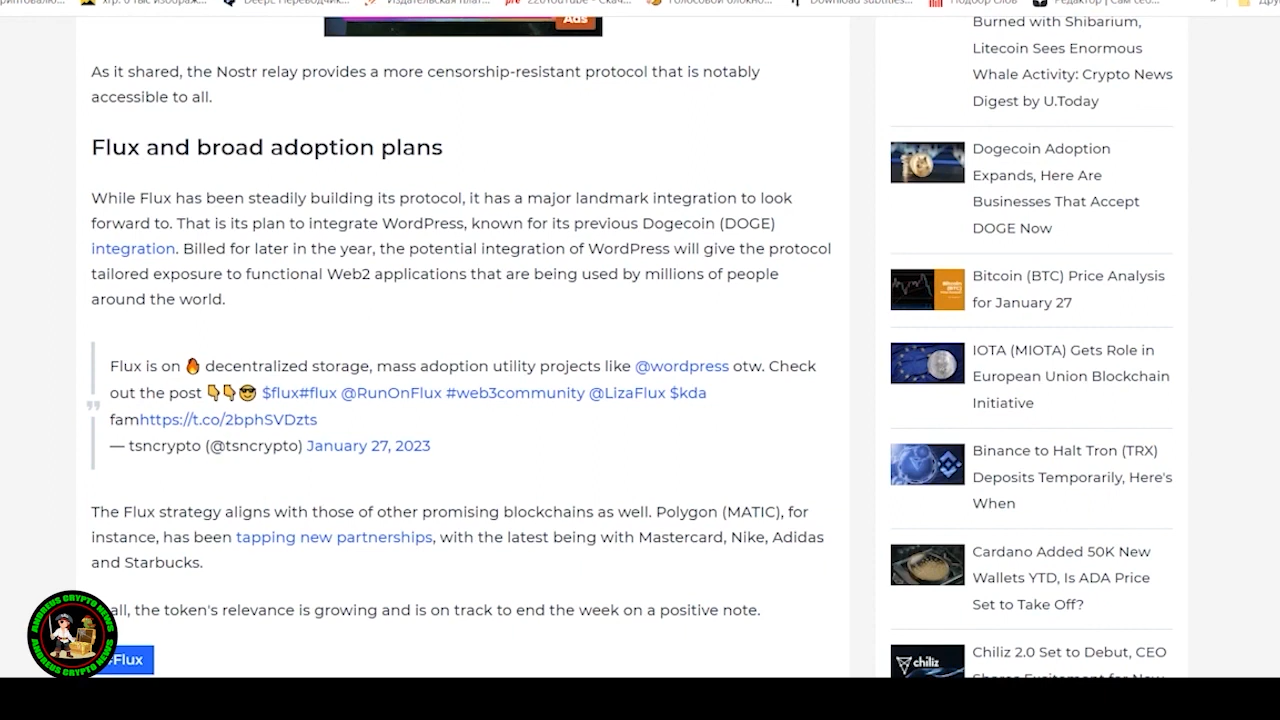 Ads
As it shared, the Nostr relay provides a more censorship-resistant protocol that is notably
accessible to all.
Flux and broad adoption plans
While Flux has been steadily building its protocol, it has a major landmark integration to look
forward to. That is its plan to integrate WordPress, known for its previous Dogecoin (DOGE)
integration. Billed for later in the year, the potential integration of WordPress will give the protocol
tailored exposure to functional Web2 applications that are being used by millions of people
around the world.
Flux is on 🔥 decentralized storage, mass adoption utility projects like @wordpress otw. Check
out the post 👇👇😎 $flux#flux @RunOnFlux #web3community @LizaFlux $kda
famhttps://t.co/2bphSVDzts
— tsncrypto (@tsncrypto) January 27, 2023
The Flux strategy aligns with those of other promising blockchains as well. Polygon (MATIC), for
instance, has been tapping new partnerships, with the latest being with Mastercard, Nike, Adidas
and Starbucks.
all, the token's relevance is growing and is on track to end the week on a positive note.
Flux
ANDREUS CRYPTO NEWS
ANDREUS CRYPTO NEWS
Burned with Shibarium,
Litecoin Sees Enormous
Whale Activity: Crypto News
Digest by U.Today
Dogecoin Adoption
Expands, Here Are
Businesses That Accept
DOGE Now
Bitcoin (BTC) Price Analysis
for January 27
IOTA (MIOTA) Gets Role in
European Union Blockchain
Initiative
Binance to Halt Tron (TRX)
Deposits Temporarily, Here's
When
Cardano Added 50K New
Wallets YTD, Is ADA Price
Set to Take Off?
chiliz
Chiliz 2.0 Set to Debut, CEO